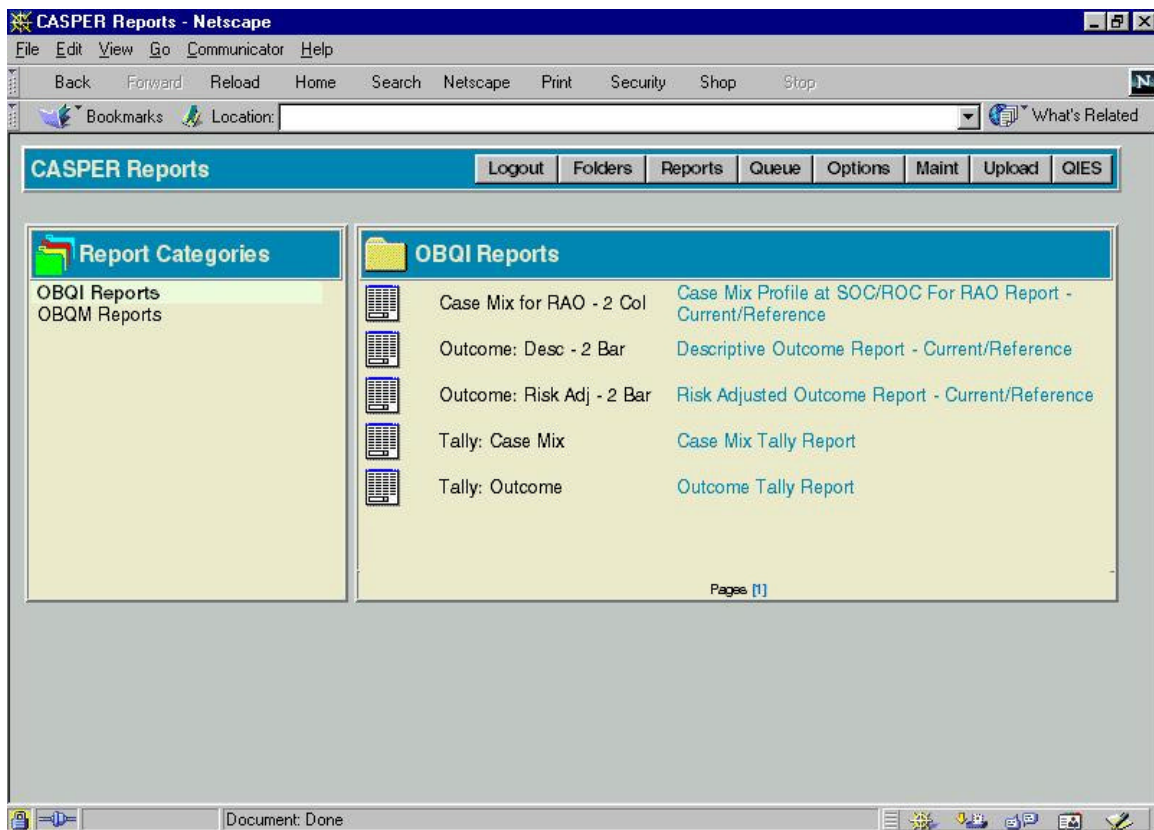 CASPER Reports - Netscape
File Edit View Go Communicator Help
Back Forward Reload Home Search Netscape Print Security Shop Stop
N
Bookmarks Location: What's Related
CASPER Reports Logout Folders Reports Queue Options Maint Upload QIES
Report Categories
OBQI Reports
OBQM Reports
OBQI Reports
Case Mix for RAO - 2 Col Case Mix Profile at SOC/ROC For RAO Report -
Current/Reference
Outcome: Desc - 2 Bar Descriptive Outcome Report - Current/Reference
Outcome: Risk Adj - 2 Bar Risk Adjusted Outcome Report - Current/Reference
Tally: Case Mix Case Mix Tally Report
Tally: Outcome Outcome Tally Report
Pages [1]
Document: Done